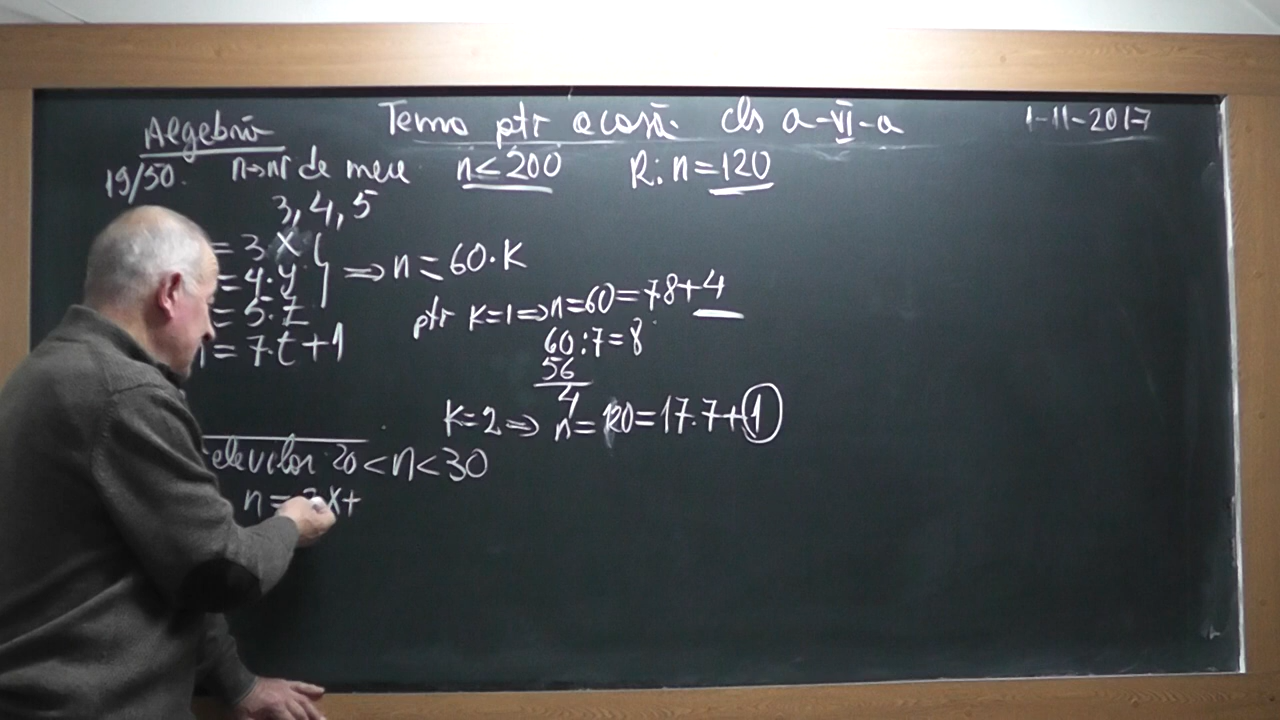 Algebră Tema ptr acasă cls a-VI-a 1-11-2017
19/50. n→nr de mere n<200 R: n=120
3, 4, 5
= 3·x
= 4·y ⇒ n = 60·K
= 5·z ptr K=1⇒n=60=7·8+4
n = 7·t+1 60:7=8
56
4
K=2 ⇒ n=120=17·7+1
elevilor 20<n<30
n = x+